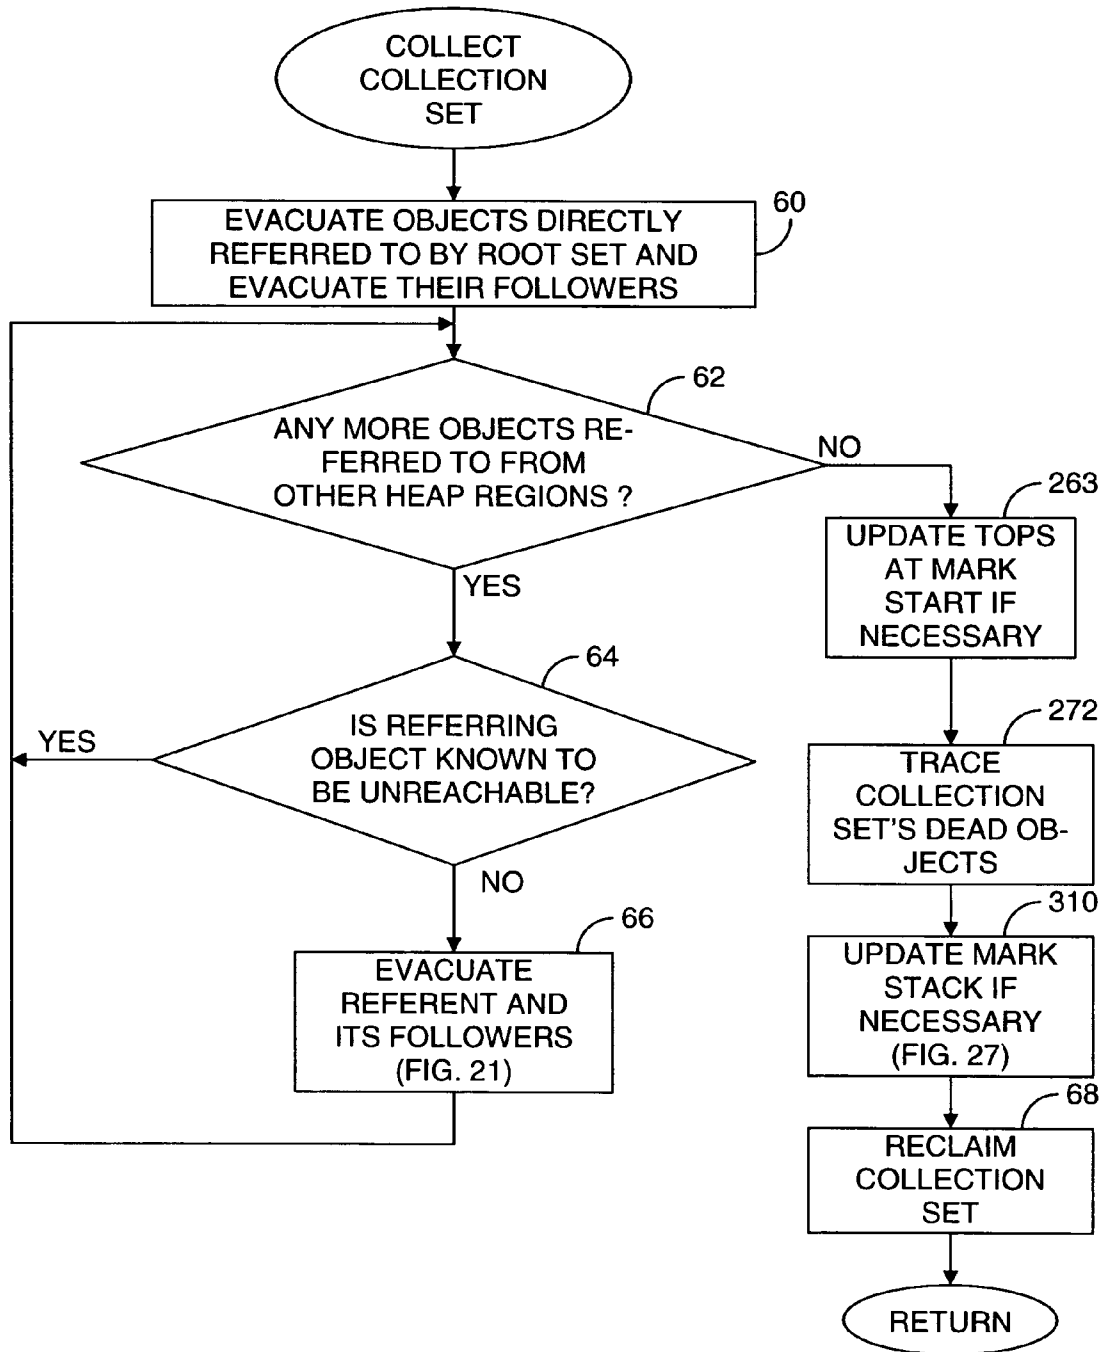 COLLECT
COLLECTION
SET
60
EVACUATE OBJECTS DIRECTLY
REFERRED TO BY ROOT SET AND
EVACUATE THEIR FOLLOWERS
62
ANY MORE OBJECTS RE-
FERRED TO FROM
OTHER HEAP REGIONS ?
NO
YES
263
UPDATE TOPS
AT MARK
START IF
NECESSARY
64
IS REFERRING
OBJECT KNOWN TO
BE UNREACHABLE?
YES
NO
272
TRACE
COLLECTION
SET'S DEAD OB-
JECTS
66
EVACUATE
REFERENT AND
ITS FOLLOWERS
(FIG. 21)
310
UPDATE MARK
STACK IF
NECESSARY
(FIG. 27)
68
RECLAIM
COLLECTION
SET
RETURN